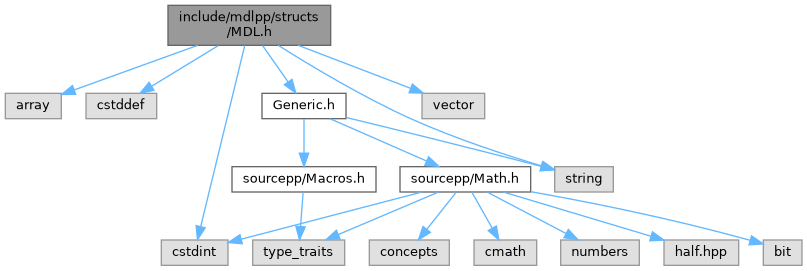 include/mdlpp/structs
/MDL.h
array
cstddef
Generic.h
vector
sourcepp/Macros.h
sourcepp/Math.h
string
cstdint
type_traits
concepts
cmath
numbers
half.hpp
bit